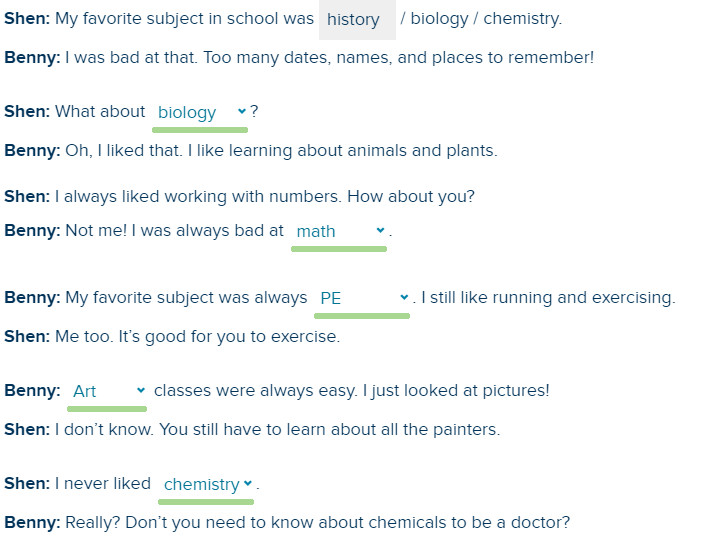 Shen: My favorite subject in school was history / biology / chemistry.
Benny: I was bad at that. Too many dates, names, and places to remember!
Shen: What about biology ?
Benny: Oh, I liked that. I like learning about animals and plants.
Shen: I always liked working with numbers. How about you?
Benny: Not me! I was always bad at math .
Benny: My favorite subject was always PE . I still like running and exercising.
Shen: Me too. It's good for you to exercise.
Benny: Art classes were always easy. I just looked at pictures!
Shen: I don't know. You still have to learn about all the painters.
Shen: I never liked chemistry .
Benny: Really? Don't you need to know about chemicals to be a doctor?